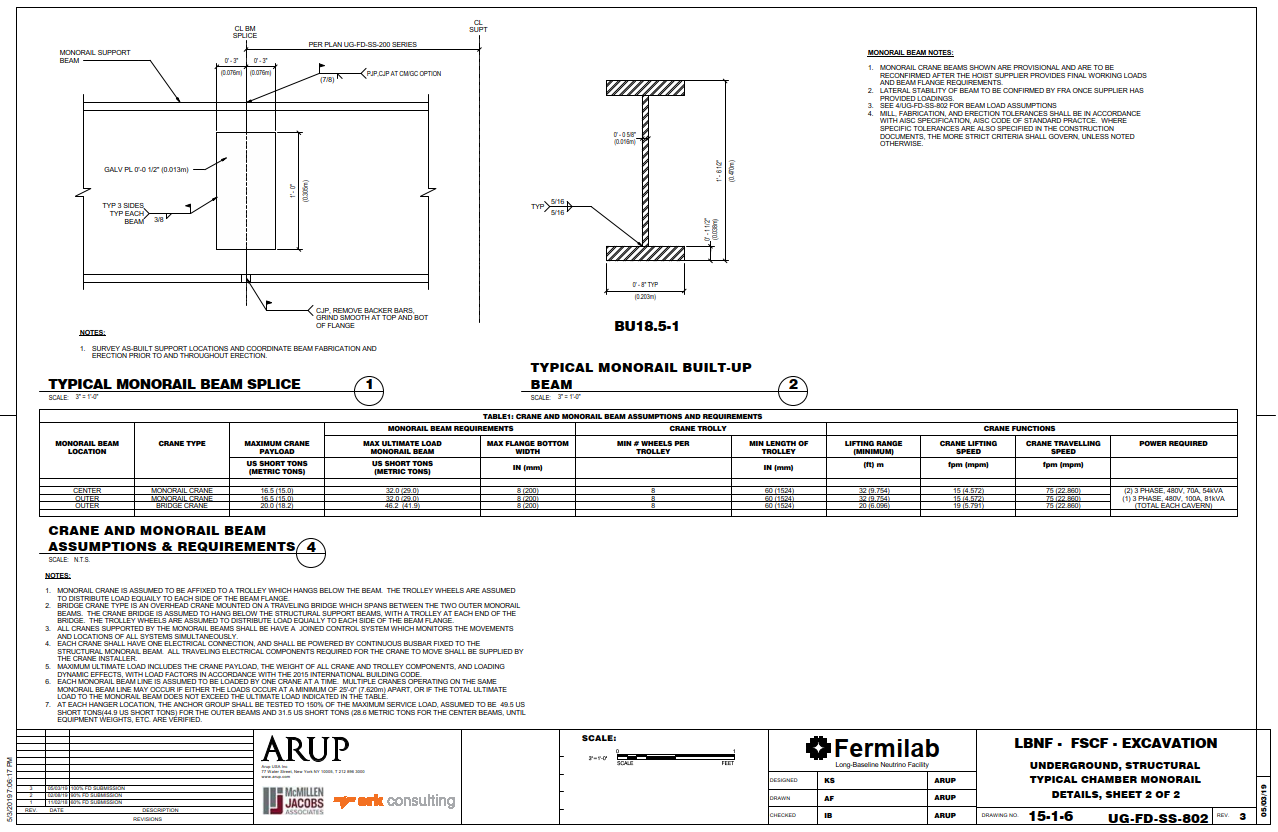 CL BM
SPLICE
CL
SUPT
PER PLAN UG-FD-SS-200 SERIES
MONORAIL SUPPORT
BEAM
0' - 3"
0' - 3"
(0.076m)
(0.076m)
(7/8)
PJP,CJP AT CM/GC OPTION
GALV PL 0'-0 1/2" (0.013m)
1' - 0"
(0.305m)
TYP 3 SIDES
TYP EACH
BEAM
3/8
CJP, REMOVE BACKER BARS,
GRIND SMOOTH AT TOP AND BOT
OF FLANGE
NOTES:
1. SURVEY AS-BUILT SUPPORT LOCATIONS AND COORDINATE BEAM FABRICATION AND
ERECTION PRIOR TO AND THROUGHOUT ERECTION.
TYPICAL MONORAIL BEAM SPLICE
1
SCALE: 3" = 1'-0"
0' - 0 5/8"
(0.016m)
1' - 6 1/2"
(0.470m)
0' - 1 1/2"
(0.038m)
TYP
5/16
5/16
0' - 8" TYP
(0.203m)
BU18.5-1
TYPICAL MONORAIL BUILT-UP
BEAM
2
SCALE: 3" = 1'-0"
MONORAIL BEAM NOTES:
1. MONORAIL CRANE BEAMS SHOWN ARE PROVISIONAL AND ARE TO BE
RECONFIRMED AFTER THE HOIST SUPPLIER PROVIDES FINAL WORKING LOADS
AND BEAM FLANGE REQUIREMENTS.
2. LATERAL STABILITY OF BEAM TO BE CONFIRMED BY FRA ONCE SUPPLIER HAS
PROVIDED LOADINGS.
3. SEE 4/UG-FD-SS-802 FOR BEAM LOAD ASSUMPTIONS
4. MILL, FABRICATION, AND ERECTION TOLERANCES SHALL BE IN ACCORDANCE
WITH AISC SPECIFICATION, AISC CODE OF STANDARD PRACTCE. WHERE
SPECIFIC TOLERANCES ARE ALSO SPECIFIED IN THE CONSTRUCTION
DOCUMENTS, THE MORE STRICT CRITERIA SHALL GOVERN, UNLESS NOTED
OTHERWISE.
TABLE1: CRANE AND MONORAIL BEAM ASSUMPTIONS AND REQUIREMENTS
MONORAIL BEAM REQUIREMENTS CRANE TROLLY CRANE FUNCTIONS
MONORAIL BEAM LOCATION CRANE TYPE MAXIMUM CRANE PAYLOAD MAX ULTIMATE LOAD MONORAIL BEAM MAX FLANGE BOTTOM WIDTH MIN # WHEELS PER TROLLEY MIN LENGTH OF TROLLEY LIFTING RANGE (MINIMUM) CRANE LIFTING SPEED CRANE TRAVELLING SPEED POWER REQUIRED
US SHORT TONS (METRIC TONS) US SHORT TONS (METRIC TONS) IN (mm) IN (mm) (ft) m fpm (mpm) fpm (mpm)
CENTER MONORAIL CRANE 16.5 (15.0) 32.0 (29.0) 8 (200) 8 60 (1524) 32 (9.754) 15 (4.572) 75 (22.860) (2) 3 PHASE, 480V, 70A, 54kVA
OUTER MONORAIL CRANE 16.5 (15.0) 32.0 (29.0) 8 (200) 8 60 (1524) 32 (9.754) 15 (4.572) 75 (22.860) (1) 3 PHASE, 480V, 100A, 81kVA
OUTER BRIDGE CRANE 20.0 (18.2) 46.2 (41.9) 8 (200) 8 60 (1524) 20 (6.096) 19 (5.791) 75 (22.860) (TOTAL EACH CAVERN)
CRANE AND MONORAIL BEAM
ASSUMPTIONS & REQUIREMENTS
4
SCALE: N.T.S.
NOTES:
1. MONORAIL CRANE IS ASSUMED TO BE AFFIXED TO A TROLLEY WHICH HANGS BELOW THE BEAM. THE TROLLEY WHEELS ARE ASSUMED
TO DISTRIBUTE LOAD EQUAILY TO EACH SIDE OF THE BEAM FLANGE.
2. BRIDGE CRANE TYPE IS AN OVERHEAD CRANE MOUNTED ON A TRAVELING BRIDGE WHICH SPANS BETWEEN THE TWO OUTER MONORAIL
BEAMS. THE CRANE BRIDGE IS ASSUMED TO HANG BELOW THE STRUCTURAL SUPPORT BEAMS, WITH A TROLLEY AT EACH END OF THE
BRIDGE. THE TROLLEY WHEELS ARE ASSUMED TO DISTRIBUTE LOAD EQUALLY TO EACH SIDE OF THE BEAM FLANGE.
3. ALL CRANES SUPPORTED BY THE MONORAIL BEAMS SHALL BE HAVE A JOINED CONTROL SYSTEM WHICH MONITORS THE MOVEMENTS
AND LOCATIONS OF ALL SYSTEMS SIMULTANEOUSLY.
4. EACH CRANE SHALL HAVE ONE ELECTRICAL CONNECTION, AND SHALL BE POWERED BY CONTINUOUS BUSBAR FIXED TO THE
STRUCTURAL MONORAIL BEAM. ALL TRAVELING ELECTRICAL COMPONENTS REQUIRED FOR THE CRANE TO MOVE SHALL BE SUPPLIED BY
THE CRANE INSTALLER.
5. MAXIMUM ULTIMATE LOAD INCLUDES THE CRANE PAYLOAD, THE WEIGHT OF ALL CRANE AND TROLLEY COMPONENTS, AND LOADING
DYNAMIC EFFECTS, WITH LOAD FACTORS IN ACCORDANCE WITH THE 2015 INTERNATIONAL BUILDING CODE.
6. EACH MONORAIL BEAM LINE IS ASSUMED TO BE LOADED BY ONE CRANE AT A TIME. MULTIPLE CRANES OPERATING ON THE SAME
MONORAIL BEAM LINE MAY OCCUR IF EITHER THE LOADS OCCUR AT A MINIMUM OF 25'-0" (7.620m) APART, OR IF THE TOTAL ULTIMATE
LOAD TO THE MONORAIL BEAM DOES NOT EXCEED THE ULTIMATE LOAD INDICATED IN THE TABLE.
7. AT EACH HANGER LOCATION, THE ANCHOR GROUP SHALL BE TESTED TO 150% OF THE MAXIMUM SERVICE LOAD, ASSUMED TO BE 49.5 US
SHORT TONS(44.9 US SHORT TONS) FOR THE OUTER BEAMS AND 31.5 US SHORT TONS (28.6 METRIC TONS FOR THE CENTER BEAMS, UNTIL
EQUIPMENT WEIGHTS, ETC. ARE VERIFIED.
5/3/2019 7:06:17 PM
3 05/03/19 100% FD SUBMISSION
2 02/08/19 90% FD SUBMISSION
1 11/02/18 60% FD SUBMISSION
REV. DATE DESCRIPTION
REVISIONS
ARUP
Arup USA Inc
77 Water Street, New York NY 10005, T 212 896 3000
www.arup.com
McMILLEN
JACOBS
ASSOCIATES
ark consulting
SCALE:
3"=1'-0"
0 1
SCALE FEET
Fermilab
Long-Baseline Neutrino Facility
DESIGNED KS ARUP
DRAWN AF ARUP
CHECKED IB ARUP
LBNF - FSCF - EXCAVATION
UNDERGROUND, STRUCTURAL
TYPICAL CHAMBER MONORAIL
DETAILS, SHEET 2 OF 2
DRAWING NO. 15-1-6 UG-FD-SS-802 REV. 3
05/03/19